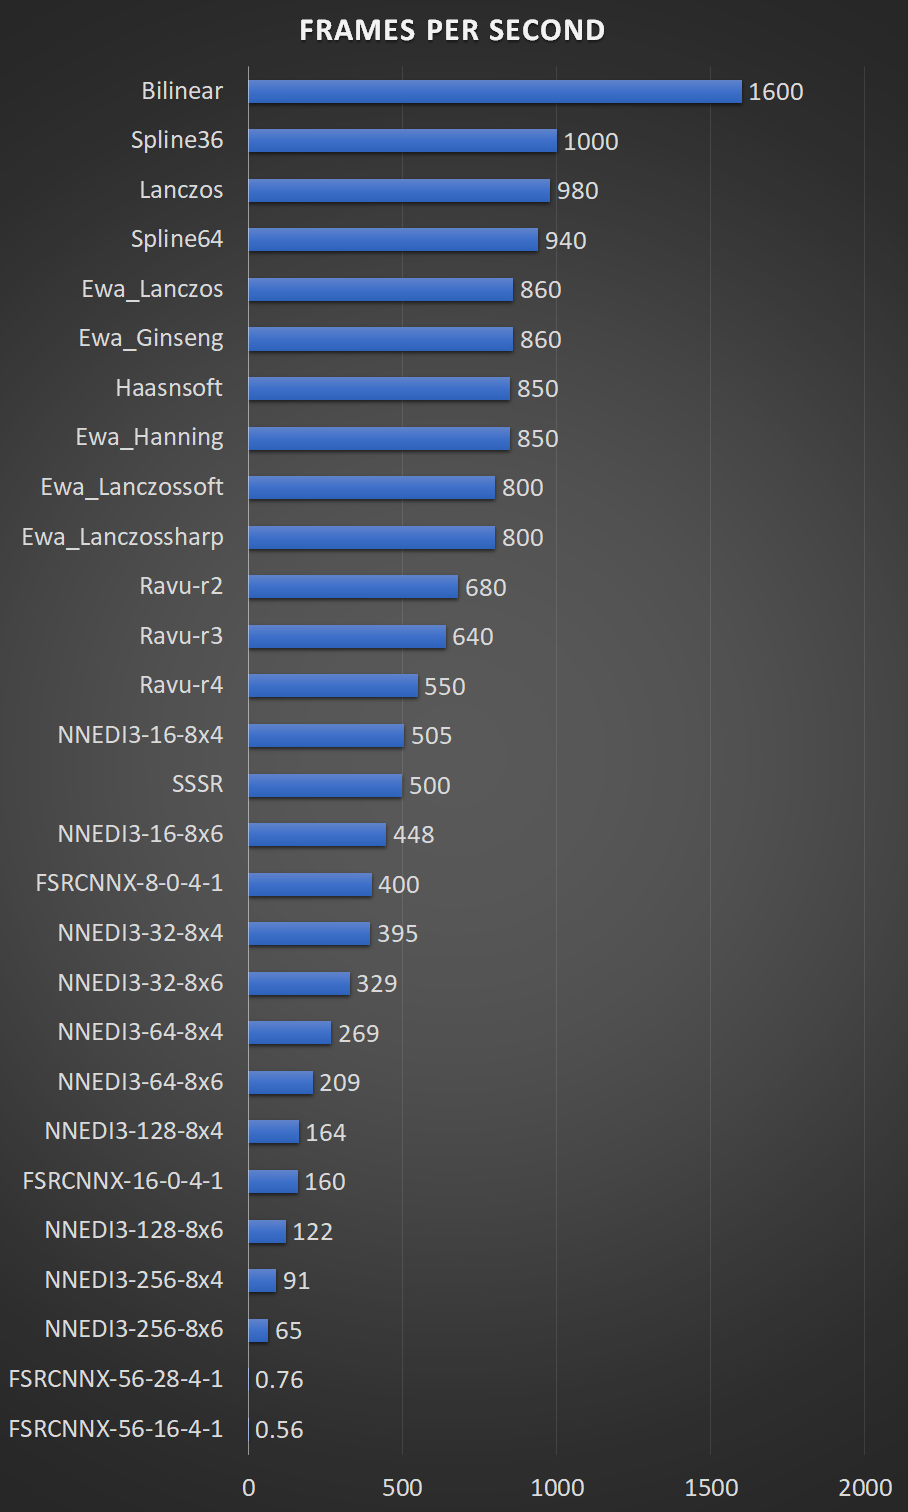 FRAMES PER SECOND
Bilinear 1600
Spline36 1000
Lanczos 980
Spline64 940
Ewa_Lanczos 860
Ewa_Ginseng 860
Haasnsoft 850
Ewa_Hanning 850
Ewa_Lanczossoft 800
Ewa_Lanczossharp 800
Ravu-r2 680
Ravu-r3 640
Ravu-r4 550
NNEDI3-16-8x4 505
SSSR 500
NNEDI3-16-8x6 448
FSRCNNX-8-0-4-1 400
NNEDI3-32-8x4 395
NNEDI3-32-8x6 329
NNEDI3-64-8x4 269
NNEDI3-64-8x6 209
NNEDI3-128-8x4 164
FSRCNNX-16-0-4-1 160
NNEDI3-128-8x6 122
NNEDI3-256-8x4 91
NNEDI3-256-8x6 65
FSRCNNX-56-28-4-1 0.76
FSRCNNX-56-16-4-1 0.56
0 500 1000 1500 2000